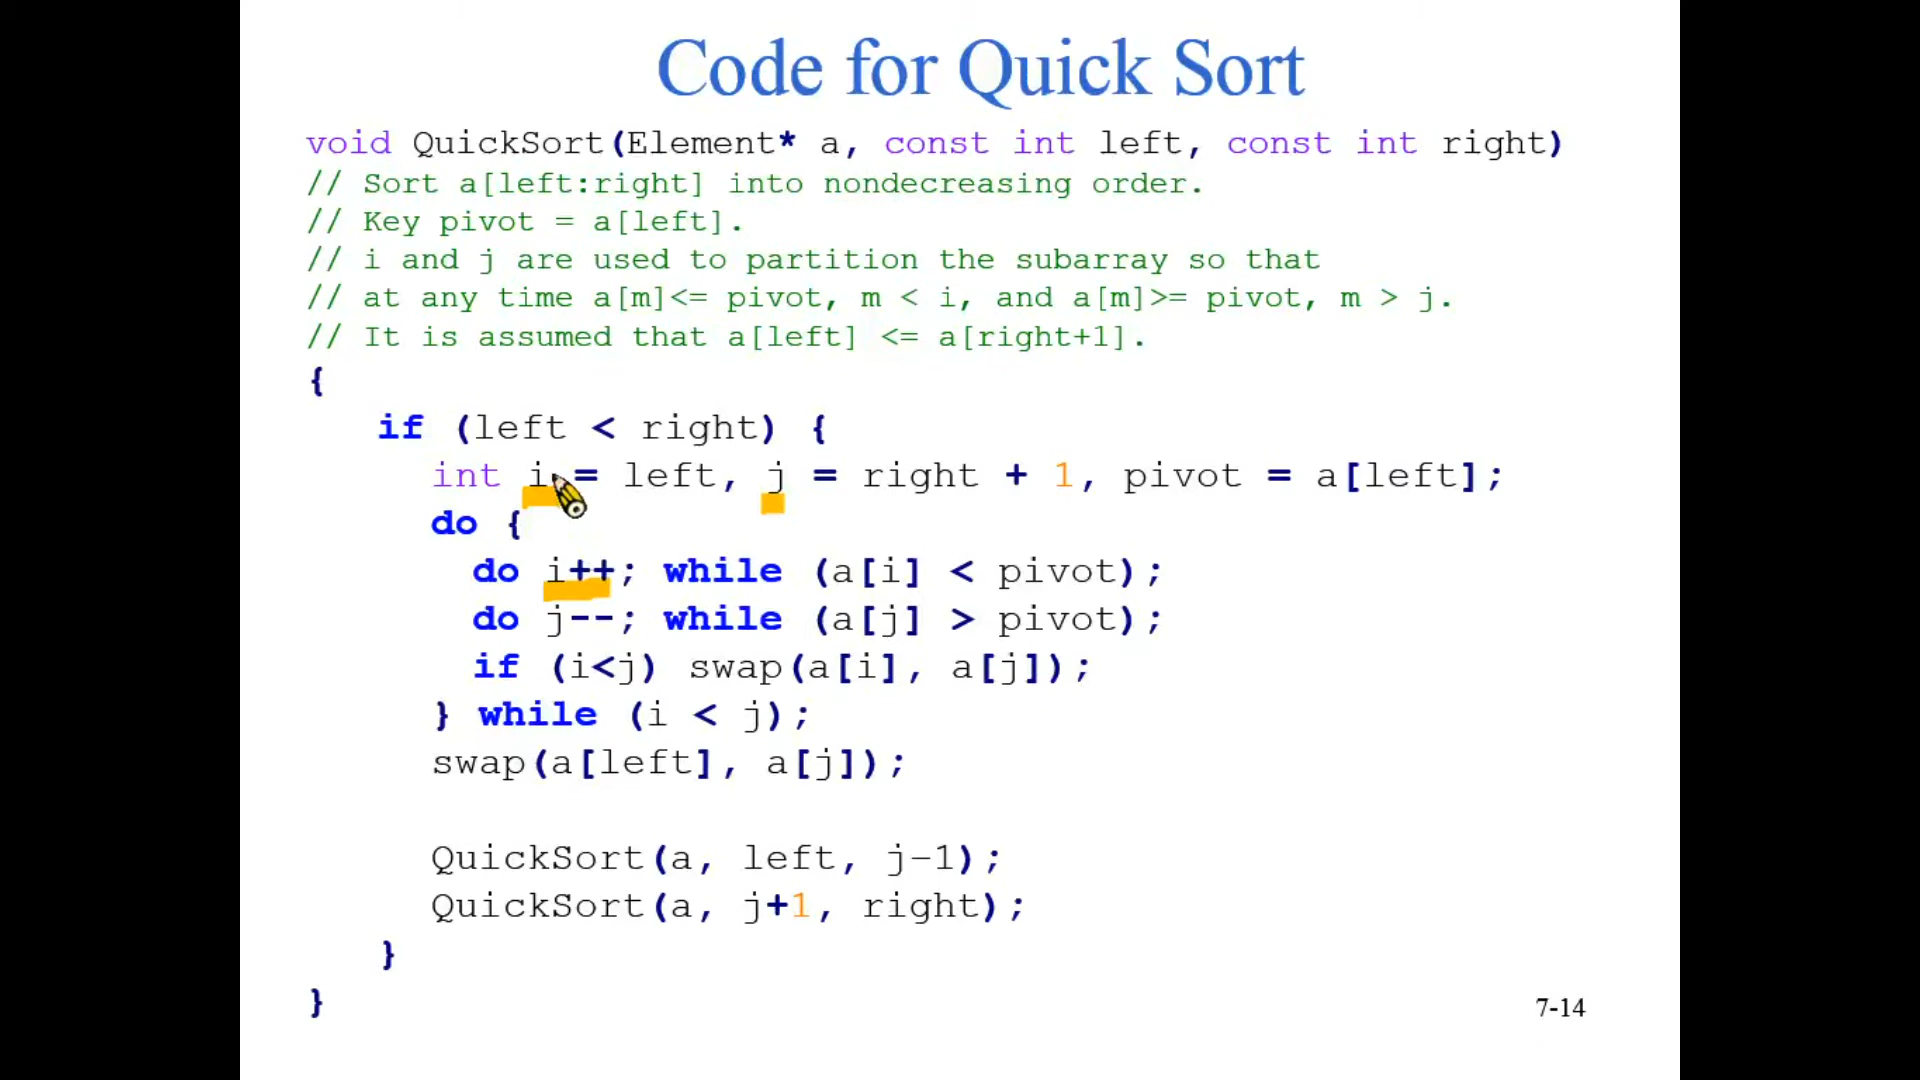 Code for Quick Sort
void QuickSort(Element* a, const int left, const int right)
// Sort a[left:right] into nondecreasing order.
// Key pivot = a[left].
// i and j are used to partition the subarray so that
// at any time a[m]<= pivot, m < i, and a[m]>= pivot, m > j.
// It is assumed that a[left] <= a[right+1].
{
if (left < right) {
int i = left, j = right + 1, pivot = a[left];
do {
do i++; while (a[i] < pivot);
do j--; while (a[j] > pivot);
if (i<j) swap(a[i], a[j]);
} while (i < j);
swap(a[left], a[j]);
QuickSort(a, left, j-1);
QuickSort(a, j+1, right);
}
}
7-14